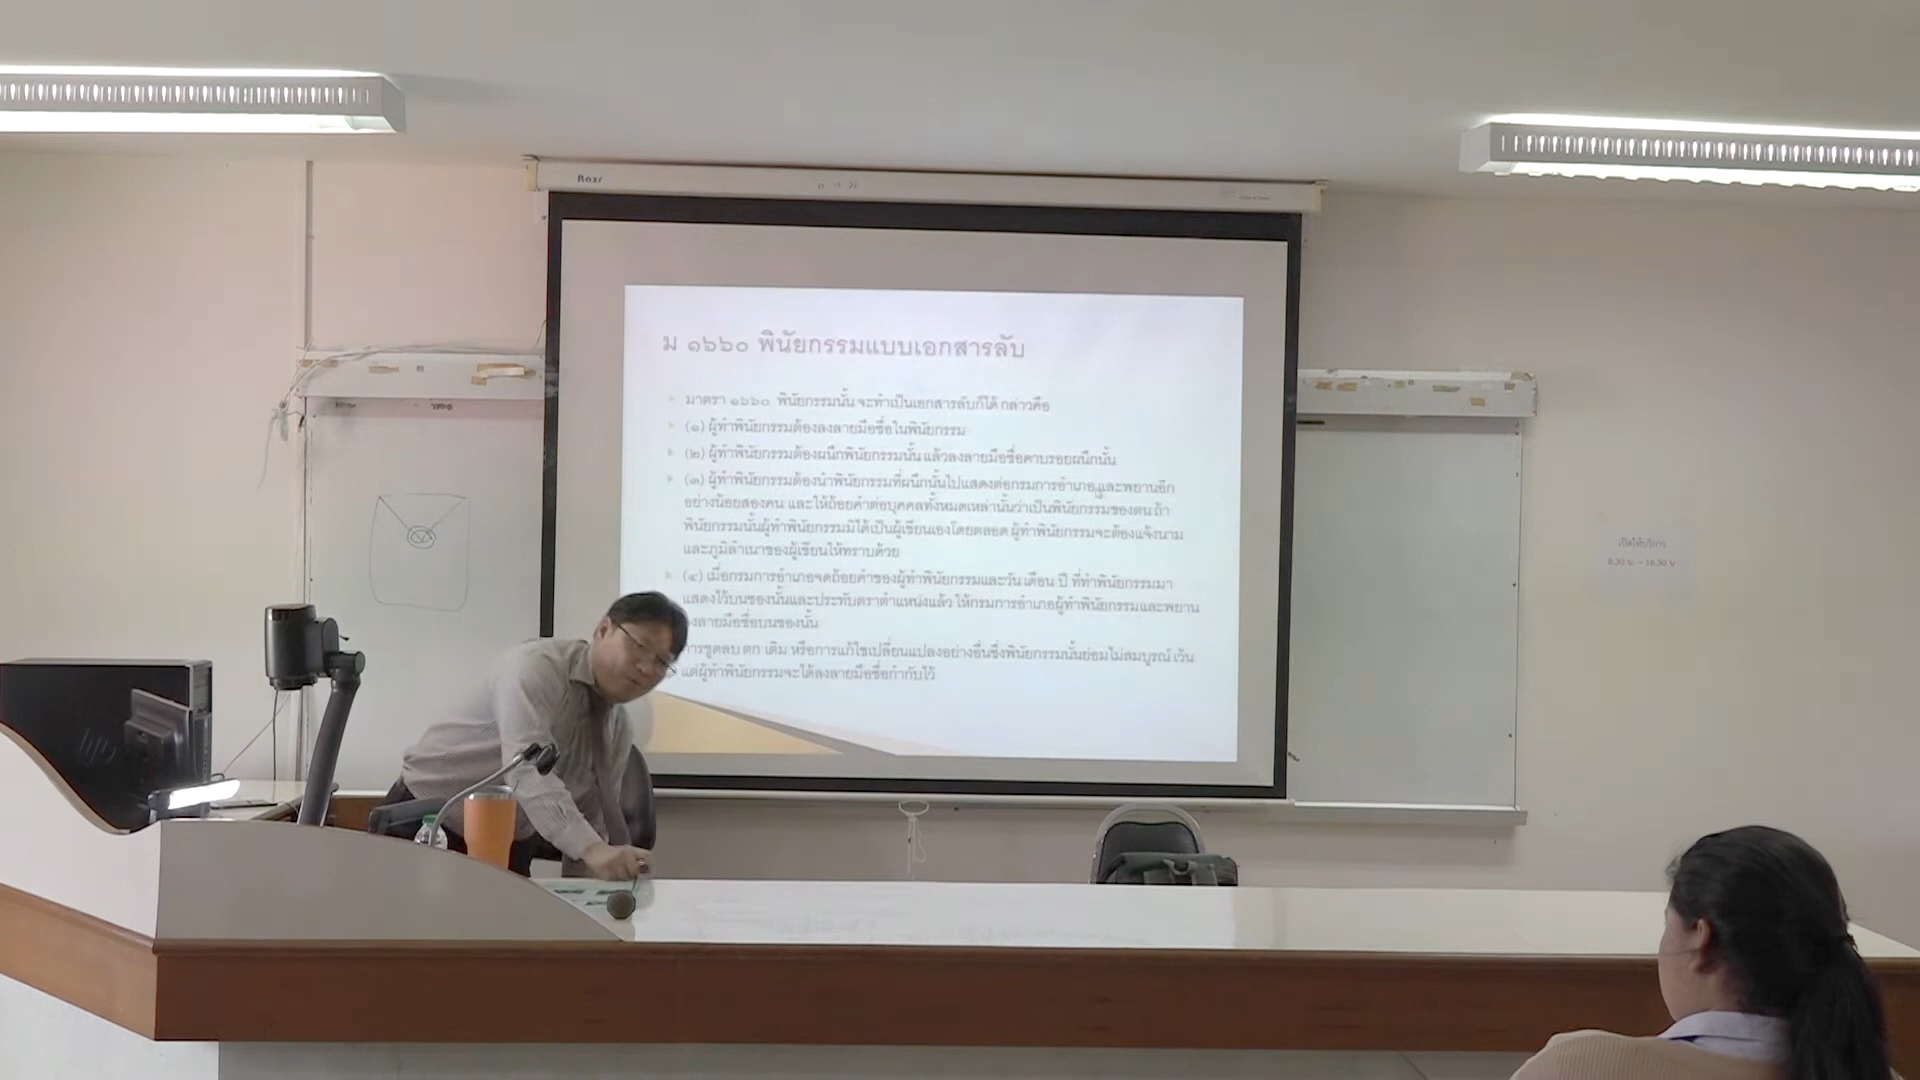 ม ๑๖๖๐ พินัยกรรมแบบเอกสารลับ
มาตรา ๑๖๖๐ พินัยกรรมนั้น จะทำเป็นเอกสารลับก็ได้ กล่าวคือ
(๑) ผู้ทำพินัยกรรมต้องลงลายมือชื่อในพินัยกรรม
(๒) ผู้ทำพินัยกรรมต้องผนึกพินัยกรรมนั้น แล้วลงลายมือชื่อคาบรอยผนึกนั้น
(๓) ผู้ทำพินัยกรรมต้องนำพินัยกรรมที่ผนึกนั้นไปแสดงต่อกรมการอำเภอ และพยานอีก
อย่างน้อยสองคน และให้ถ้อยคำต่อบุคคลทั้งหมดเหล่านั้นว่าเป็นพินัยกรรมของตน ถ้า
พินัยกรรมนั้นผู้ทำพินัยกรรมมิได้เป็นผู้เขียนเองโดยตลอด ผู้ทำพินัยกรรมจะต้องแจ้งนาม
และภูมิลำเนาของผู้เขียนให้ทราบด้วย
(๔) เมื่อกรมการอำเภอจดถ้อยคำของผู้ทำพินัยกรรมและวัน เดือน ปี ที่ทำพินัยกรรมมา
แสดงไว้บนซองนั้นและประทับตราตำแหน่งแล้ว ให้กรมการอำเภอผู้ทำพินัยกรรมและพยาน
ลงลายมือชื่อบนซองนั้น
การขูดลบ ตก เติม หรือการแก้ไขเปลี่ยนแปลงอย่างอื่นซึ่งพินัยกรรมนั้นย่อมไม่สมบูรณ์ เว้น
แต่ผู้ทำพินัยกรรมจะได้ลงลายมือชื่อกำกับไว้
เปิดให้บริการ
8.30 น. - 16.30 น
hp